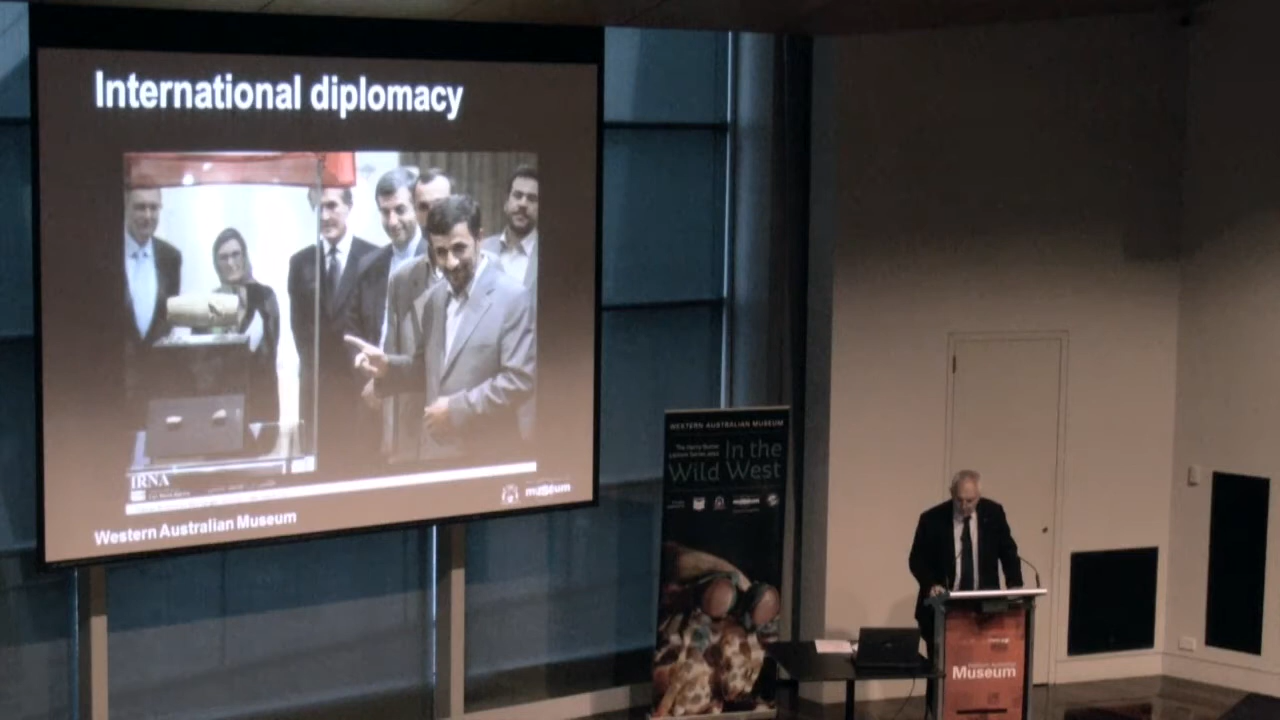 International diplomacy
IRNA
museum
Western Australian Museum
WESTERN AUSTRALIAN MUSEUM
In the
Wild West
Museum